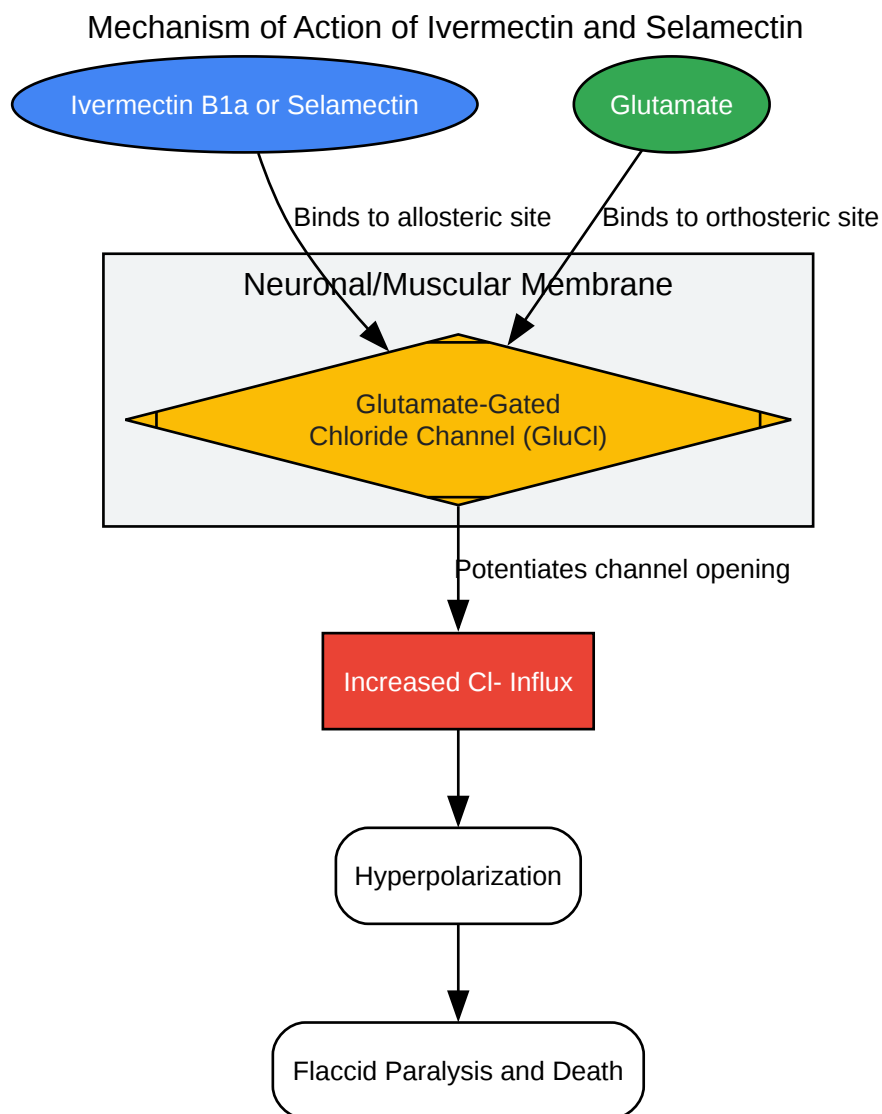 Mechanism of Action of Ivermectin and Selamectin
Ivermectin B1a or Selamectin
Glutamate
Binds to allosteric site
Binds to orthosteric site
Neuronal/Muscular Membrane
Glutamate-Gated
Chloride Channel (GluCl)
Potentiates channel opening
Increased Cl- Influx
Hyperpolarization
Flaccid Paralysis and Death